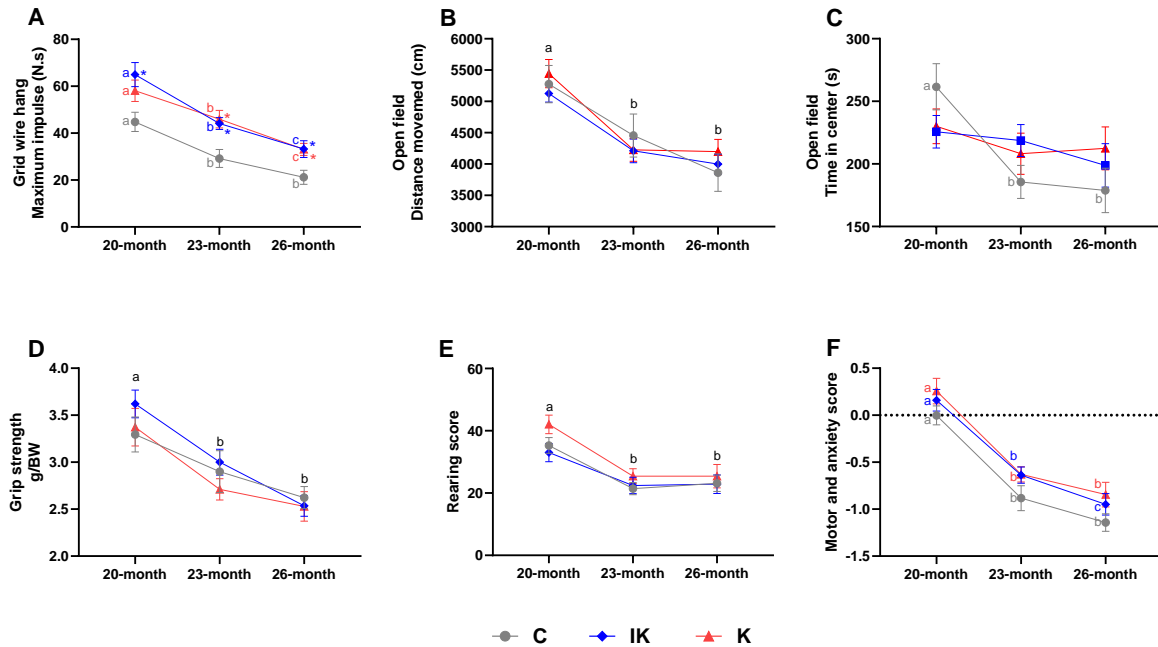 A
Grid wire hang
Maximum impulse (N.s)
80
60
40
20
0
a *
a
a
b *
b *
b
c *
c *
b
20-month 23-month 26-month
B
Open field
Distance movemed (cm)
6000
5500
5000
4500
4000
3500
3000
a
b
b
20-month 23-month 26-month
C
Open field
Time in center (s)
300
250
200
150
a
b
b
20-month 23-month 26-month
D
Grip strength
g/BW
4.0
3.5
3.0
2.5
2.0
a
b
b
20-month 23-month 26-month
E
Rearing score
60
40
20
0
a
b
b
20-month 23-month 26-month
F
Motor and anxiety score
0.5
0.0
-0.5
-1.0
-1.5
a
a
a
b
b
b
b
c
b
20-month 23-month 26-month
C IK K